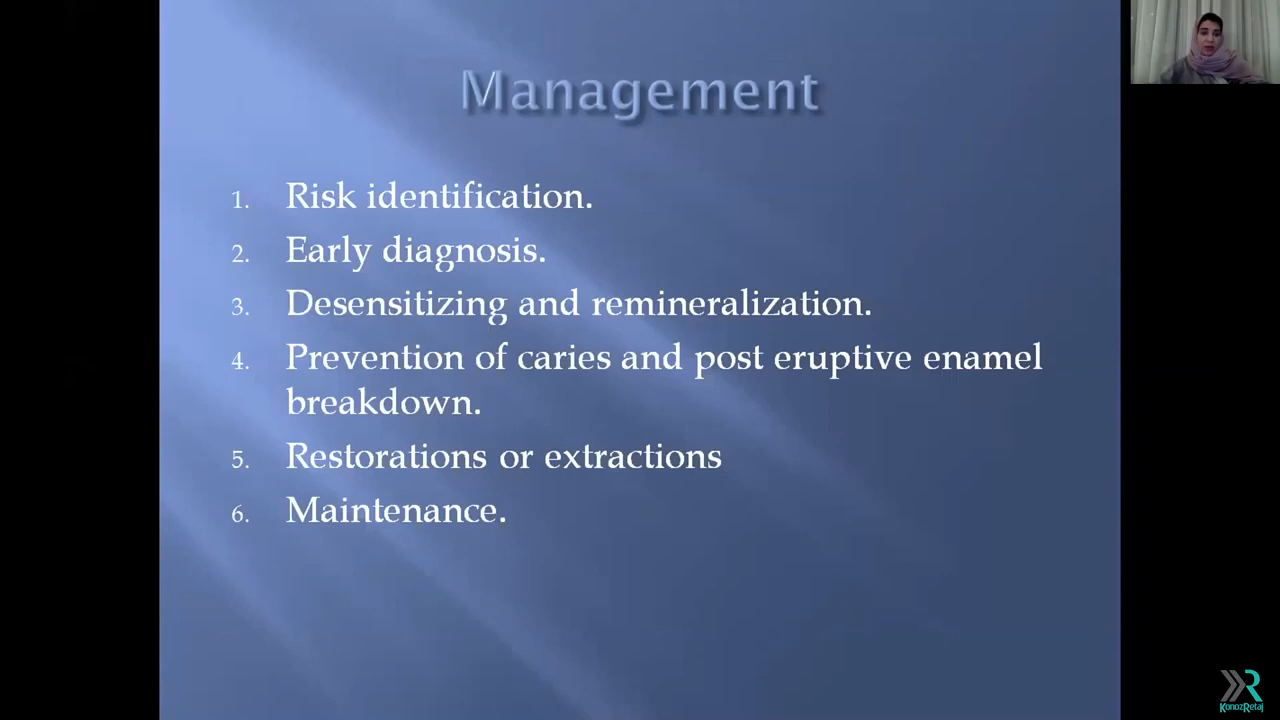 Management
1. Risk identification.
2. Early diagnosis.
3. Desensitizing and remineralization.
4. Prevention of caries and post eruptive enamel
breakdown.
5. Restorations or extractions
6. Maintenance.
KonozRetaj